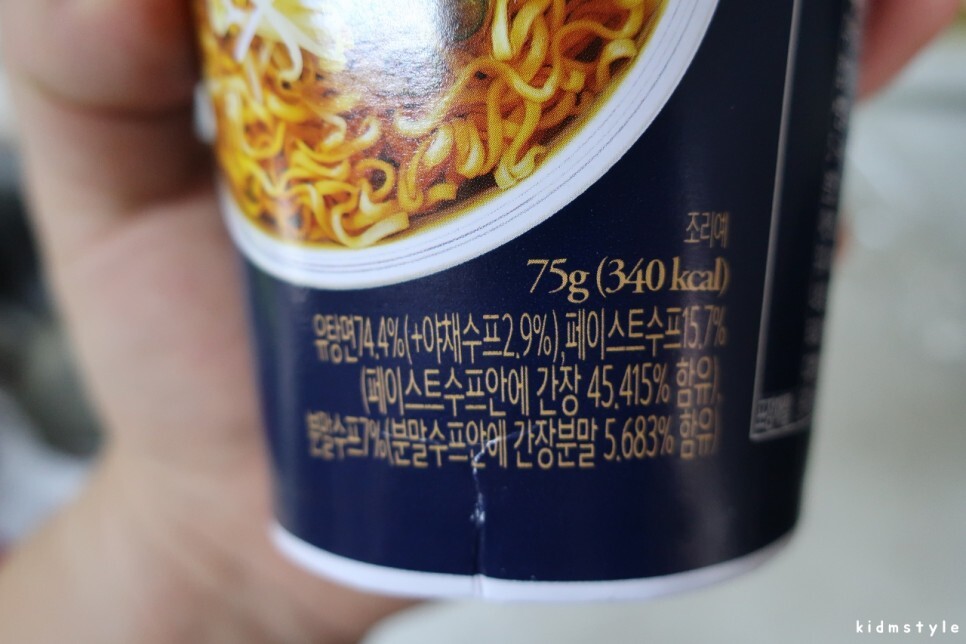 조리예
75g (340 kcal)
유탕면74.4%(+야채수프2.9%),페이스트수프15.7%
(페이스트수프안에 간장 45.415% 함유),
분말수프7%(분말수프안에 간장분말 5.683% 함유)
kidmstyle